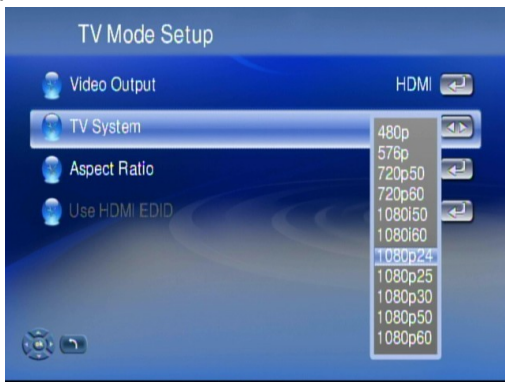 TV Mode Setup
Video Output HDMI
TV System
Aspect Ratio
Use HDMI EDID
480p
576p
720p50
720p60
1080i50
1080i60
1080p24
1080p25
1080p30
1080p50
1080p60